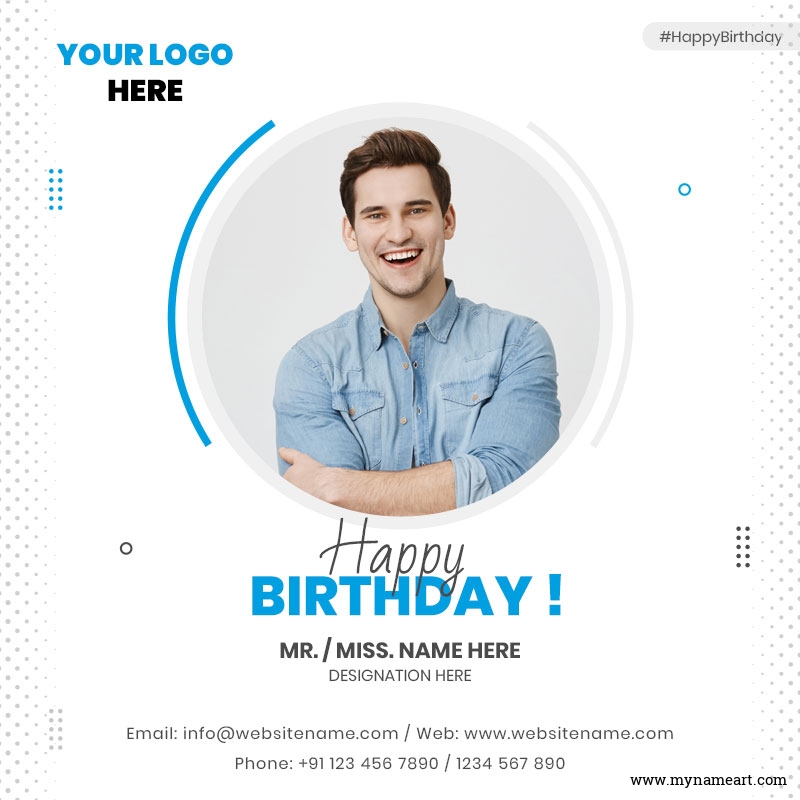 YOUR LOGO
HERE
#HappyBirthday
Happy
BIRTHDAY !
MR. / MISS. NAME HERE
DESIGNATION HERE
Email: info@websitename.com / Web: www.websitename.com
Phone: +91 123 456 7890 / 1234 567 890
www.mynameart.com